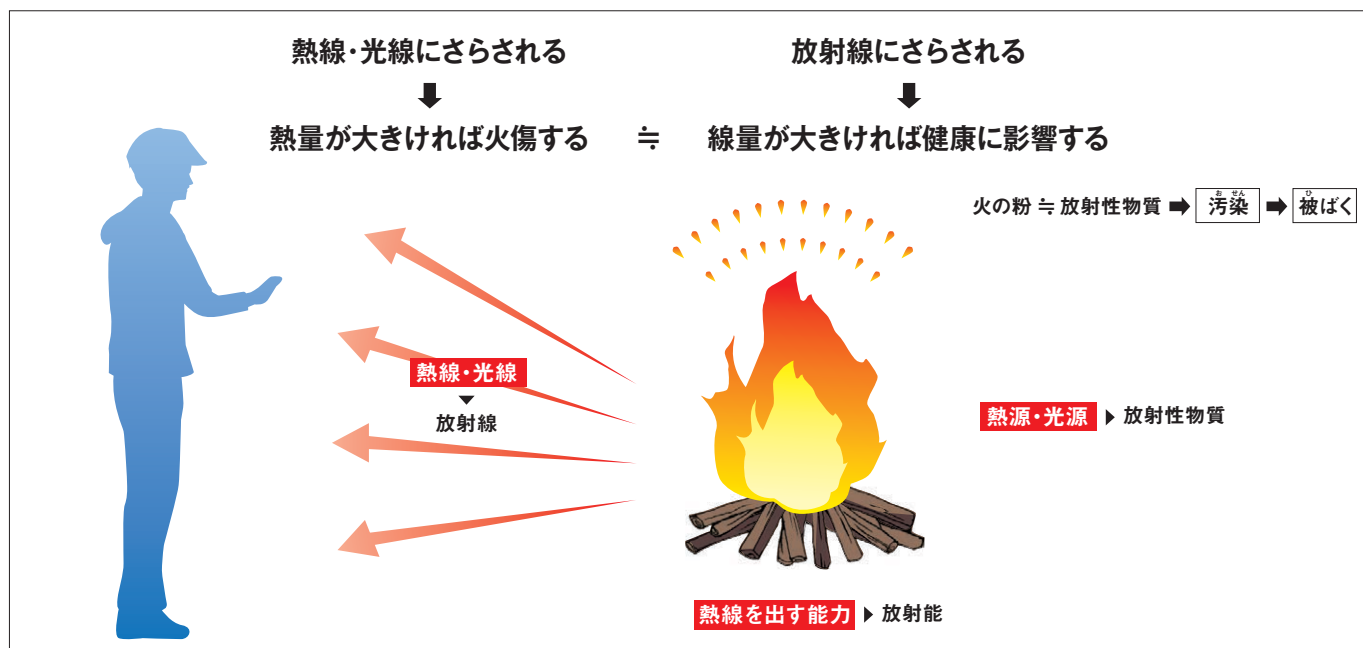 熱線・光線にさらされる
放射線にさらされる
熱量が大きければ火傷する ≒ 線量が大きければ健康に影響する
火の粉 ≒ 放射性物質 ➡ 汚染 ➡ 被ばく
お せん
ひ
熱線・光線
放射線
熱源・光源 ▶ 放射性物質
熱線を出す能力 ▶ 放射能